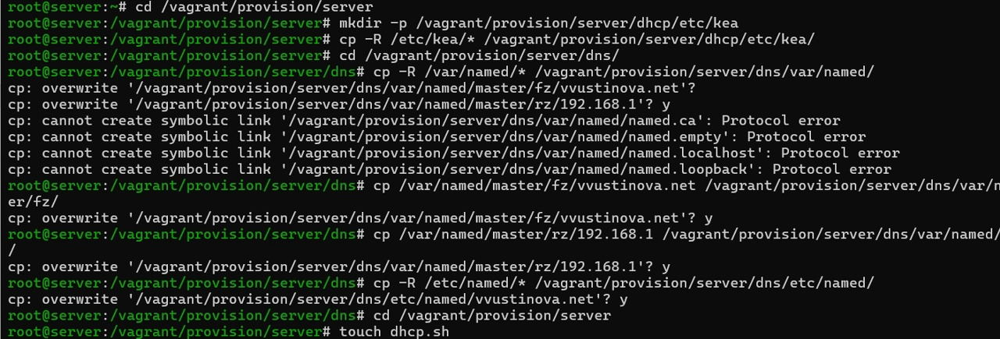 root@server:~# cd /vagrant/provision/server
root@server:/vagrant/provision/server# mkdir -p /vagrant/provision/server/dhcp/etc/kea
root@server:/vagrant/provision/server# cp -R /etc/kea/* /vagrant/provision/server/dhcp/etc/kea/
root@server:/vagrant/provision/server# cd /vagrant/provision/server/dns/
root@server:/vagrant/provision/server/dns# cp -R /var/named/* /vagrant/provision/server/dns/var/named/
cp: overwrite '/vagrant/provision/server/dns/var/named/master/fz/vvustinova.net'?
cp: overwrite '/vagrant/provision/server/dns/var/named/master/rz/192.168.1'? y
cp: cannot create symbolic link '/vagrant/provision/server/dns/var/named/named.ca': Protocol error
cp: cannot create symbolic link '/vagrant/provision/server/dns/var/named/named.empty': Protocol error
cp: cannot create symbolic link '/vagrant/provision/server/dns/var/named/named.localhost': Protocol error
cp: cannot create symbolic link '/vagrant/provision/server/dns/var/named/named.loopback': Protocol error
root@server:/vagrant/provision/server/dns# cp /var/named/master/fz/vvustinova.net /vagrant/provision/server/dns/var/n
er/fz/
cp: overwrite '/vagrant/provision/server/dns/var/named/master/fz/vvustinova.net'? y
root@server:/vagrant/provision/server/dns# cp /var/named/master/rz/192.168.1 /vagrant/provision/server/dns/var/named/
/
cp: overwrite '/vagrant/provision/server/dns/var/named/master/rz/192.168.1'? y
root@server:/vagrant/provision/server/dns# cp -R /etc/named/* /vagrant/provision/server/dns/etc/named/
cp: overwrite '/vagrant/provision/server/dns/etc/named/vvustinova.net'? y
root@server:/vagrant/provision/server/dns# cd /vagrant/provision/server
root@server:/vagrant/provision/server# touch dhcp.sh